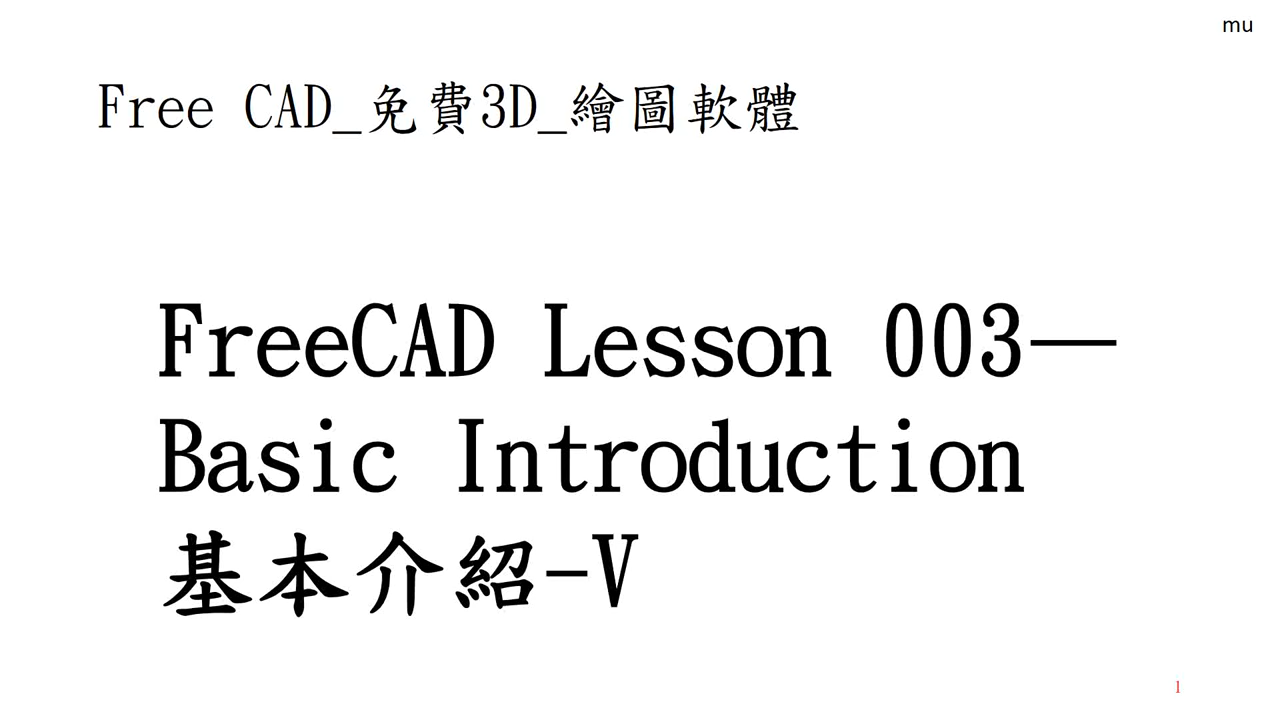 mu
Free CAD_免費3D_繪圖軟體
FreeCAD Lesson 003—
Basic Introduction
基本介紹-V
1